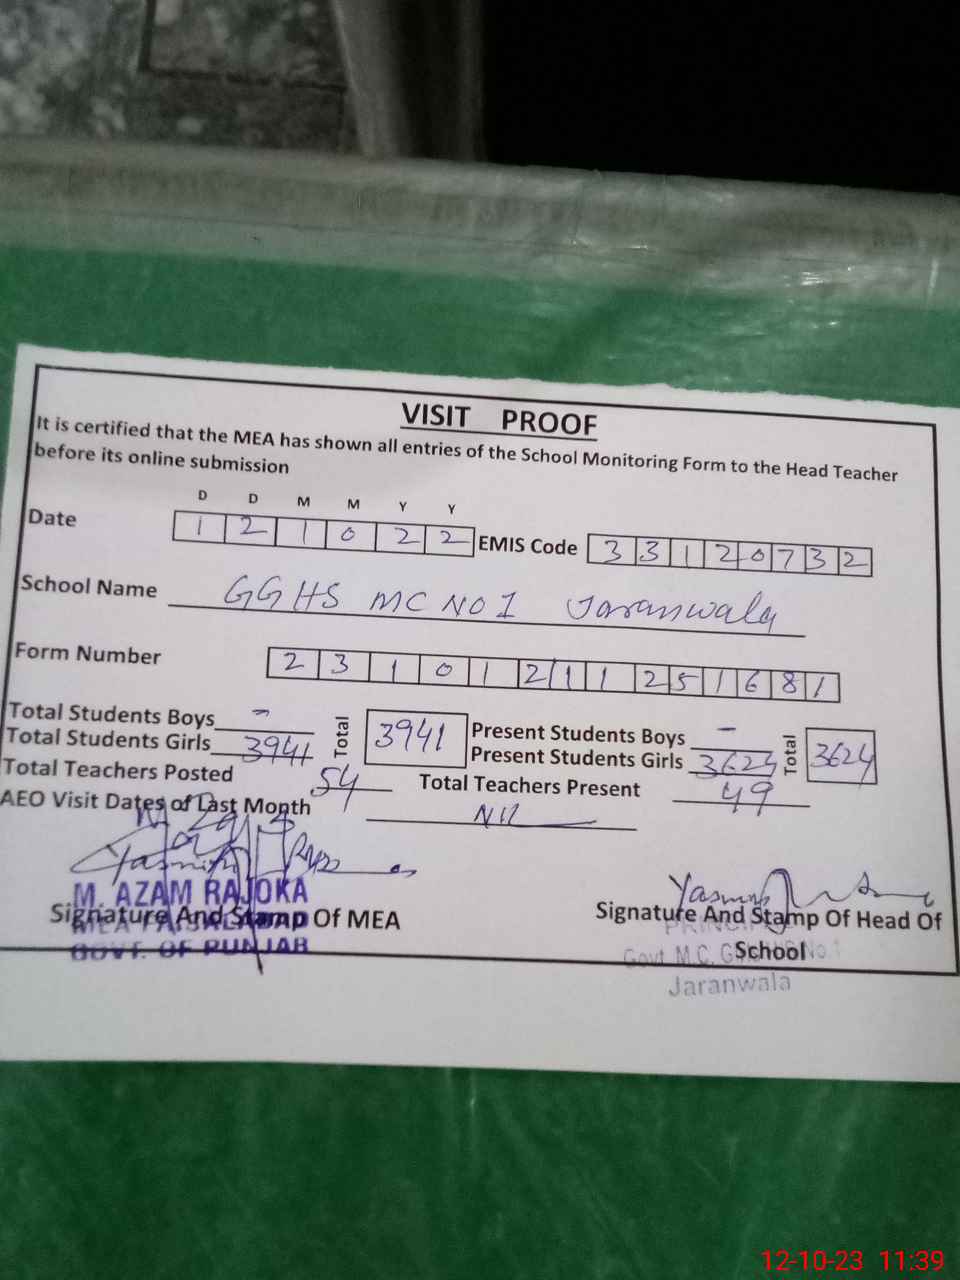 VISIT PROOF
It is certified that the MEA has shown all entries of the School Monitoring Form to the Head Teacher
before its online submission
D D M M Y Y
Date 1 2 1 0 2 2 EMIS Code 3 3 1 2 0 7 3 2
School Name GGHS MC NO 1 Jaranwala
Form Number 2 3 1 0 1 2 1 1 2 5 1 6 8 1
Total Students Boys - Total 3941 Present Students Boys - Total 3624
Total Students Girls 3941 Present Students Girls 3624
Total Teachers Posted 54 Total Teachers Present 49
AEO Visit Dates of Last Month Nil
M. AZAM RAJOKA
Signature And Stamp Of MEA
MEA FAISALABAD
GOVT. OF PUNJAB
Yasmin
Signature And Stamp Of Head Of
School
PRINCIPAL
Govt M.C. G No.1
Jaranwala
12-10-23 11:39